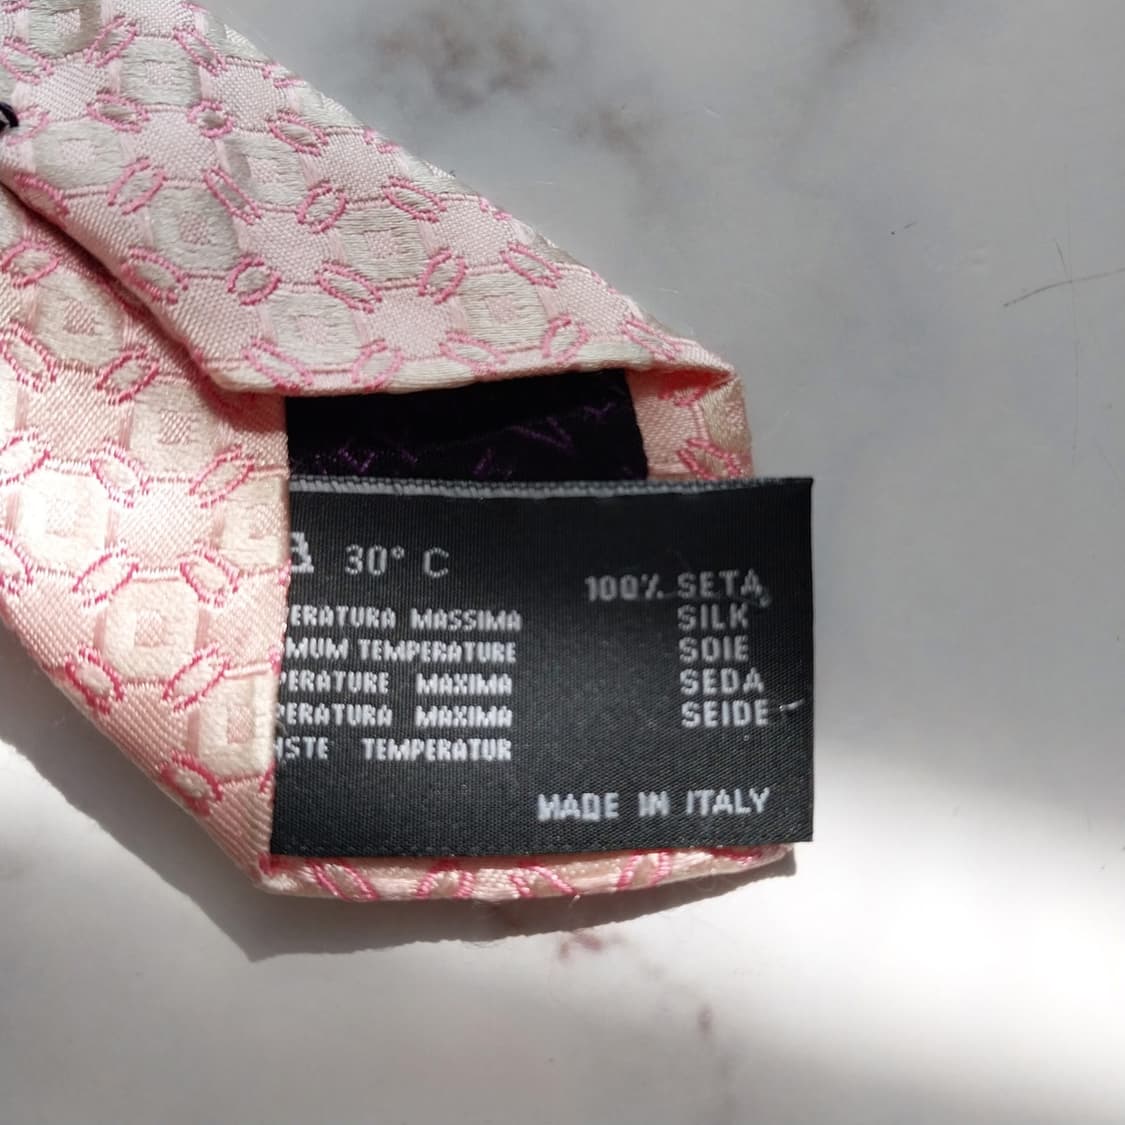 A 30° C
ERATURA MASSIMA
MUM TEMPERATURE
PERATURE MAXIMA
PERATURA MAXIMA
HSTE TEMPERATUR
100% SETA
SILK
SOIE
SEDA
SEIDE
MADE IN ITALY